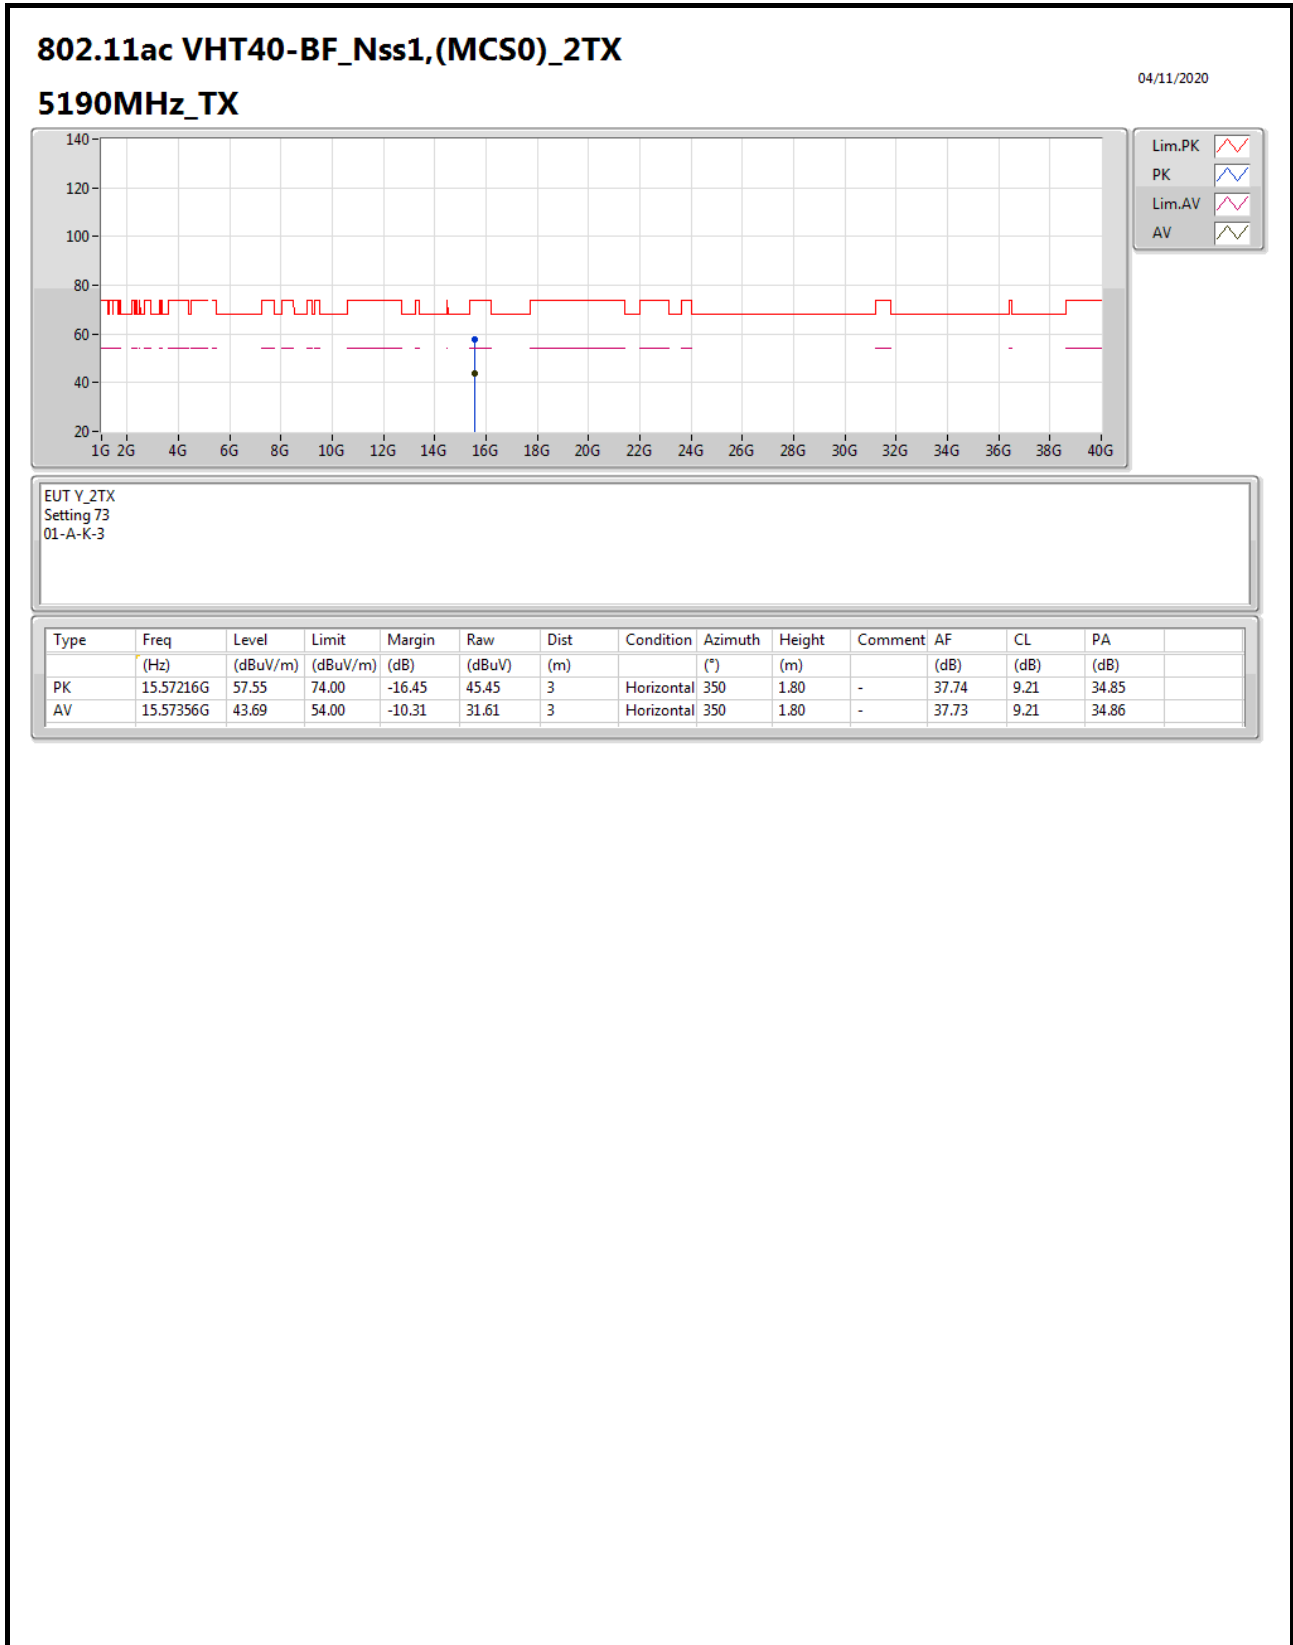 802.11ac VHT40-BF_Nss1,(MCS0)_2TX
04/11/2020
5190MHz_TX
140
120
100
80
60
40
20
1G 2G 4G 6G 8G 10G 12G 14G 16G 18G 20G 22G 24G 26G 28G 30G 32G 34G 36G 38G 40G
Lim.PK
PK
Lim.AV
AV
EUT Y_2TX
Setting 73
01-A-K-3
Type Freq Level Limit Margin Raw Dist Condition Azimuth Height Comment AF CL PA
(Hz) (dBuV/m) (dBuV/m) (dB) (dBuV) (m) (°) (m) (dB) (dB) (dB)
PK 15.57216G 57.55 74.00 -16.45 45.45 3 Horizontal 350 1.80 - 37.74 9.21 34.85
AV 15.57356G 43.69 54.00 -10.31 31.61 3 Horizontal 350 1.80 - 37.73 9.21 34.86